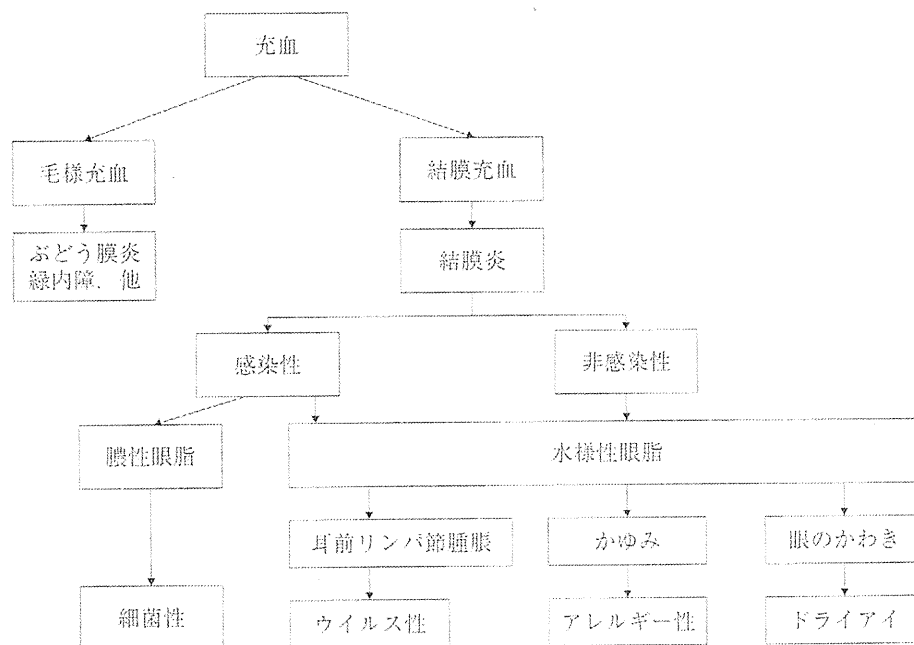 充血
毛様充血
結膜充血
ぶどう膜炎
緑内障．他
結膜炎
感染性
非感染性
膿性眼脂
水様性眼脂
耳前リンパ節腫脹
かゆみ
眼のかわき
細菌性
ウイルス性
アレルギー性
ドライアイ